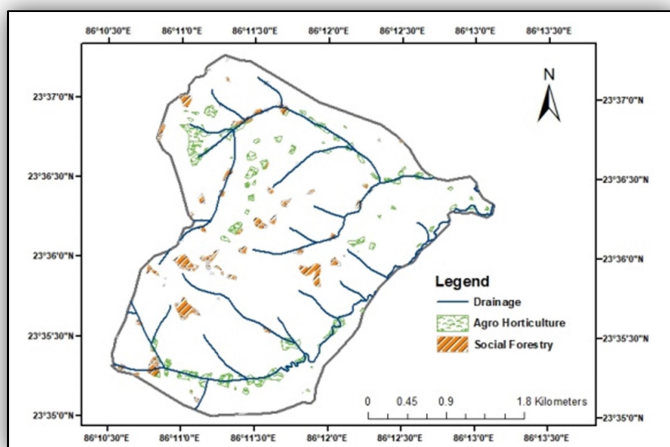 86°10'30"E 86°11'0"E 86°11'30"E 86°12'0"E 86°12'30"E 86°13'0"E 86°13'30"E
N
23°37'0"N 23°37'0"N
23°36'30"N 23°36'30"N
23°36'0"N 23°36'0"N
Legend
Drainage
Agro Horticulture
23°35'30"N 23°35'30"N
Social Forestry
0 0.45 0.9 1.8 Kilometers
23°35'0"N 23°35'0"N
86°10'30"E 86°11'0"E 86°11'30"E 86°12'0"E 86°12'30"E 86°13'0"E 86°13'30"E